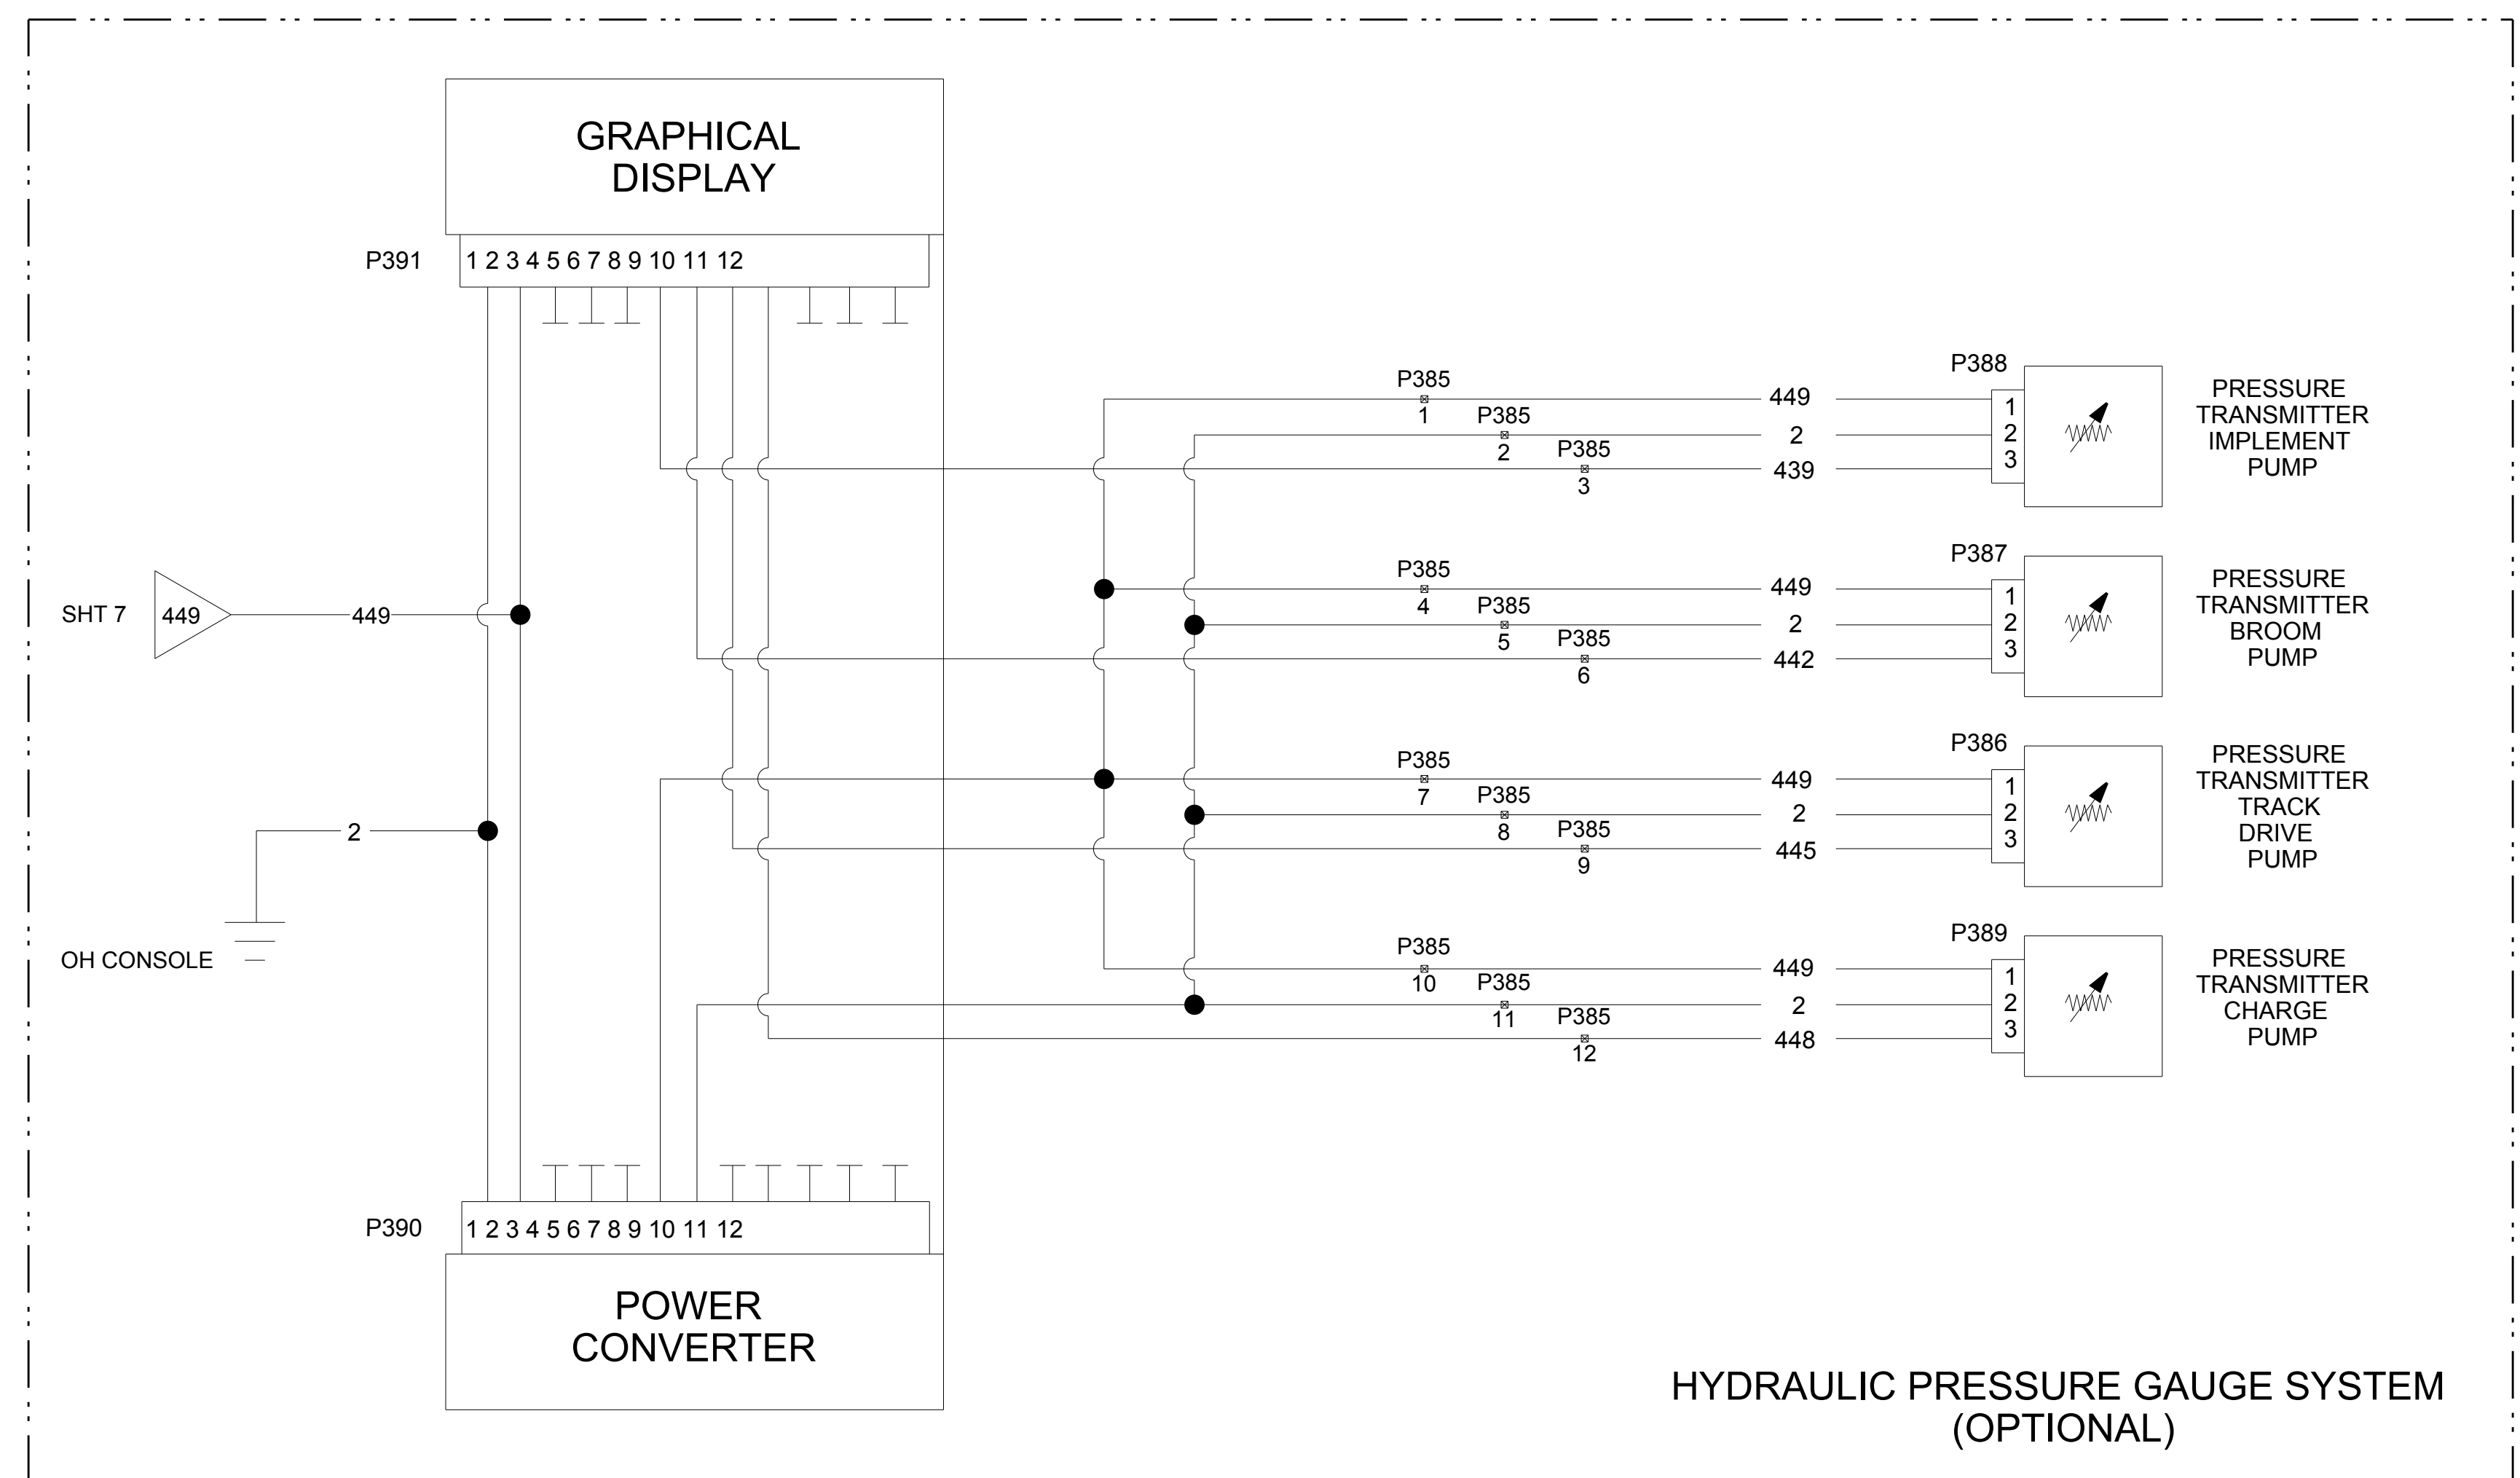 GRAPHICAL
DISPLAY
P391
1 2 3 4 5 6 7 8 9 10 11 12
SHT 7
449
449
2
OH CONSOLE
P385
1
P385
2
P385
3
449
2
439
P388
1
2
3
PRESSURE
TRANSMITTER
IMPLEMENT
PUMP
P385
4
P385
5
P385
6
449
2
442
P387
1
2
3
PRESSURE
TRANSMITTER
BROOM
PUMP
P385
7
P385
8
P385
9
449
2
445
P386
1
2
3
PRESSURE
TRANSMITTER
TRACK
DRIVE
PUMP
P385
10
P385
11
P385
12
449
2
448
P389
1
2
3
PRESSURE
TRANSMITTER
CHARGE
PUMP
P390
1 2 3 4 5 6 7 8 9 10 11 12
POWER
CONVERTER
HYDRAULIC PRESSURE GAUGE SYSTEM
(OPTIONAL)